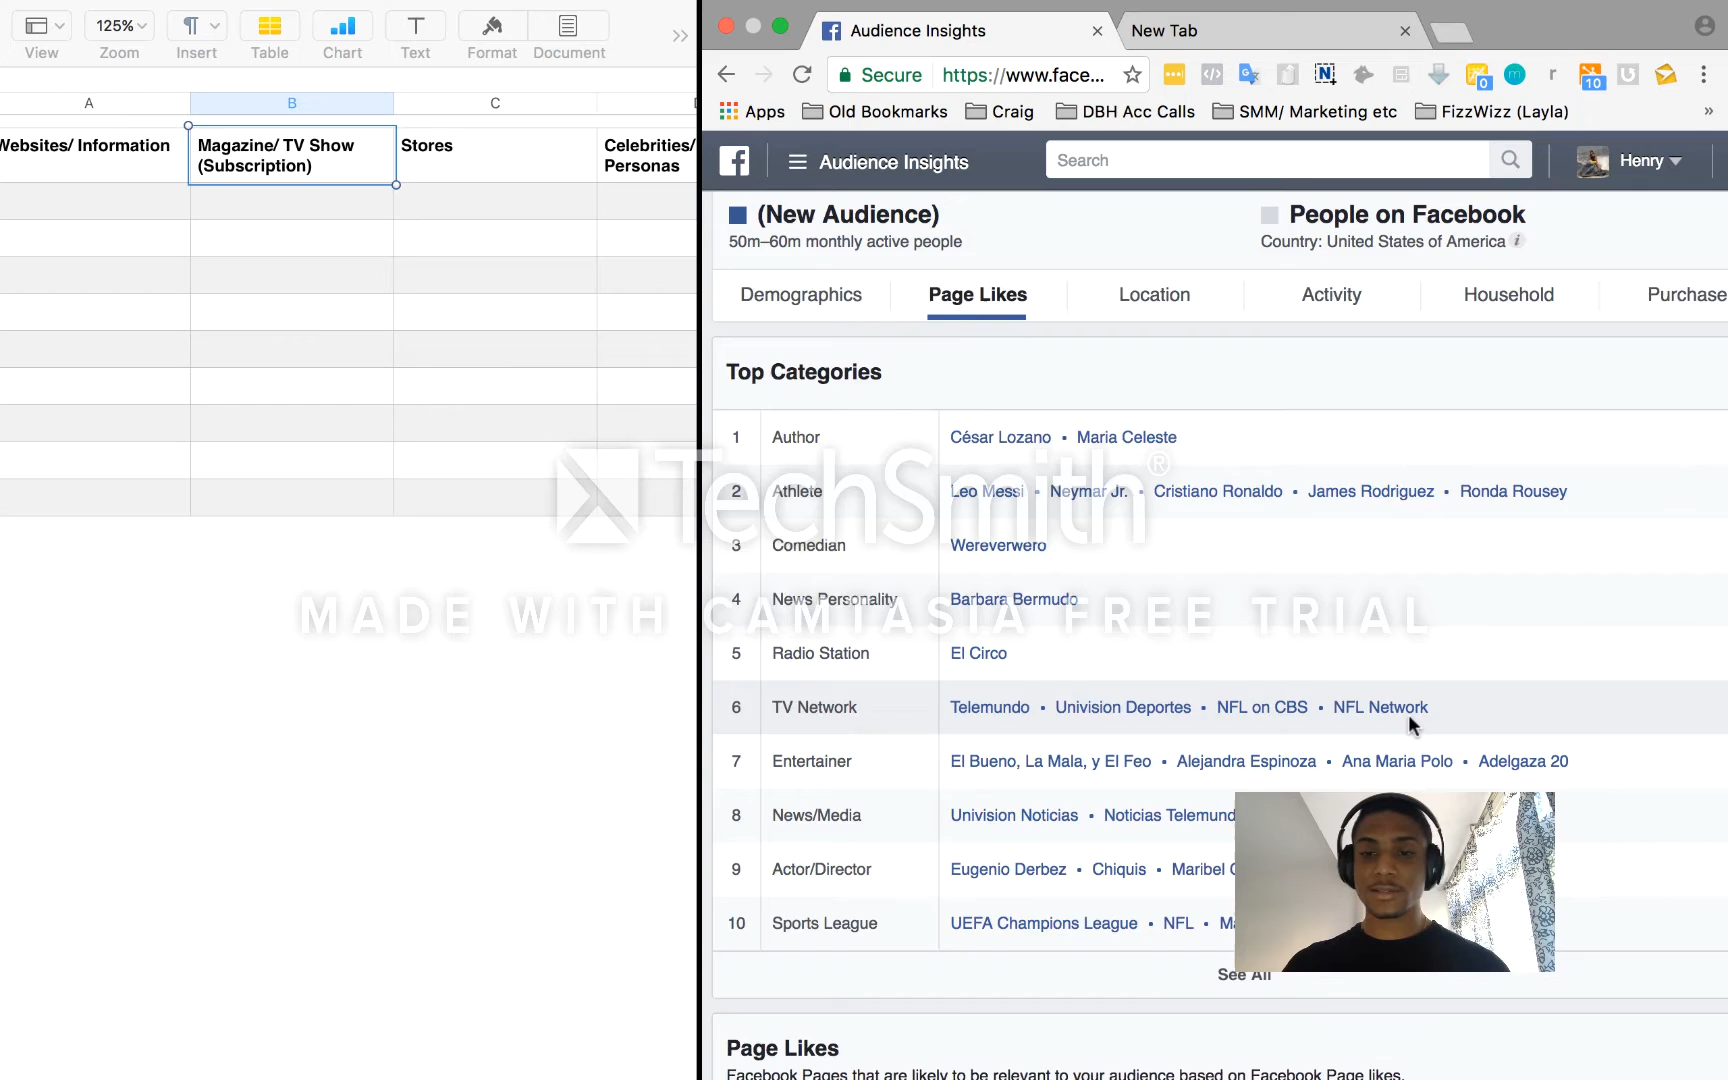 View
125%
Zoom
Insert
Table
Chart
Text
Format
Document
A
B
C
Websites/ Information
Magazine/ TV Show
(Subscription)
Stores
Celebrities/
Personas
Audience Insights
New Tab
Secure
https://www.face...
0
m
r
10
Apps
Old Bookmarks
Craig
DBH Acc Calls
SMM/ Marketing etc
FizzWizz (Layla)
Audience Insights
Search
Henry
(New Audience)
50m–60m monthly active people
People on Facebook
Country: United States of America
Demographics
Page Likes
Location
Activity
Household
Purchase
Top Categories
1 Author César Lozano • Maria Celeste
2 Athlete Leo Messi • Neymar Jr. • Cristiano Ronaldo • James Rodriguez • Ronda Rousey
3 Comedian Wereverwero
4 News Personality Barbara Bermudo
5 Radio Station El Circo
6 TV Network Telemundo • Univision Deportes • NFL on CBS • NFL Network
7 Entertainer El Bueno, La Mala, y El Feo • Alejandra Espinoza • Ana Maria Polo • Adelgaza 20
8 News/Media Univision Noticias • Noticias Telemund
9 Actor/Director Eugenio Derbez • Chiquis • Maribel
10 Sports League UEFA Champions League • NFL •
See All
Page Likes
Facebook Pages that are likely to be relevant to your audience based on Facebook Page likes.
TechSmith®
MADE WITH CAMTASIA FREE TRIAL